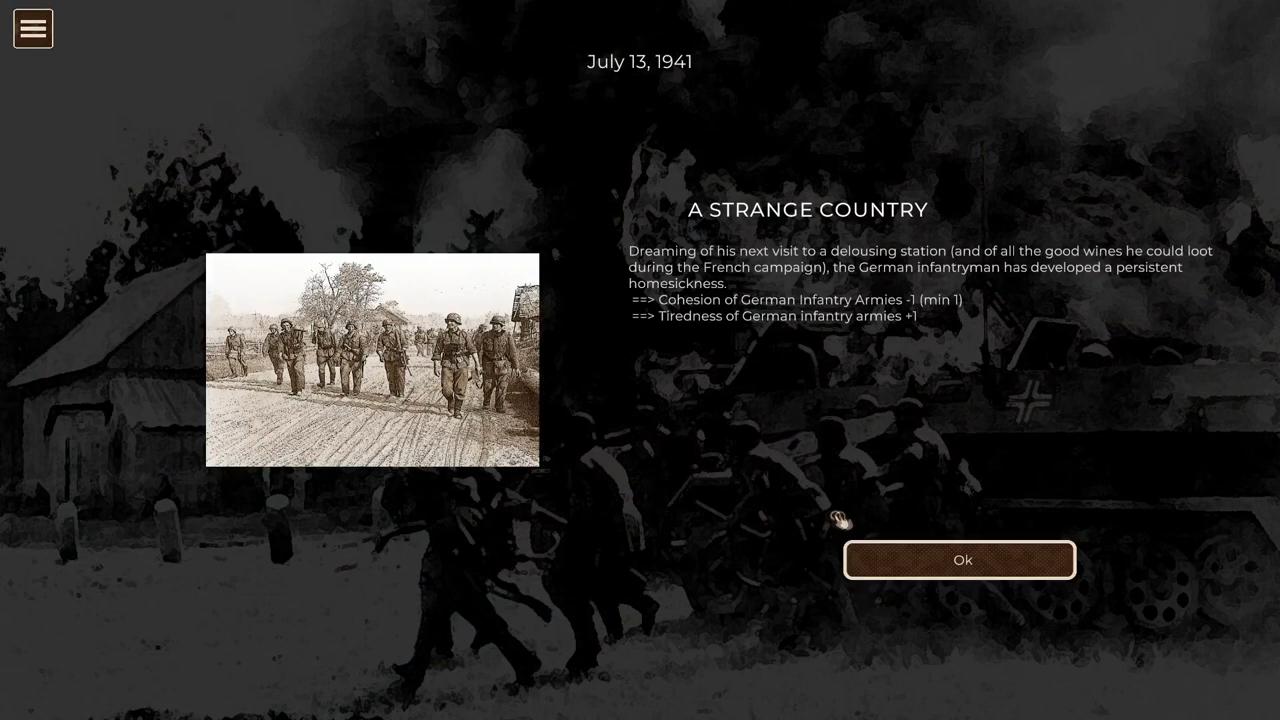 July 13, 1941
A STRANGE COUNTRY
Dreaming of his next visit to a delousing station (and of all the good wines he could loot
during the French campaign), the German infantryman has developed a persistent
homesickness.
==> Cohesion of German Infantry Armies -1 (min 1)
==> Tiredness of German infantry armies +1
Ok